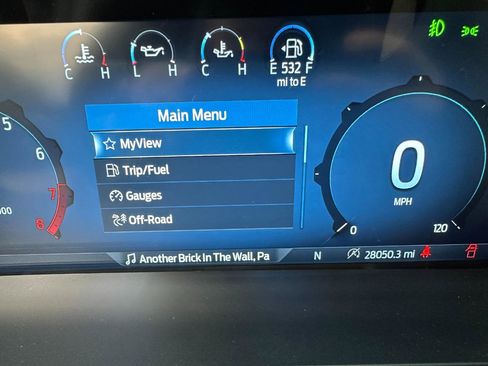 C H
L H
C H
E 532 F
mi to E
Main Menu
MyView
Trip/Fuel
Gauges
Off-Road
5
6
7
8
0
MPH
0 120
Another Brick In The Wall, Pa
N
28050.3 mi